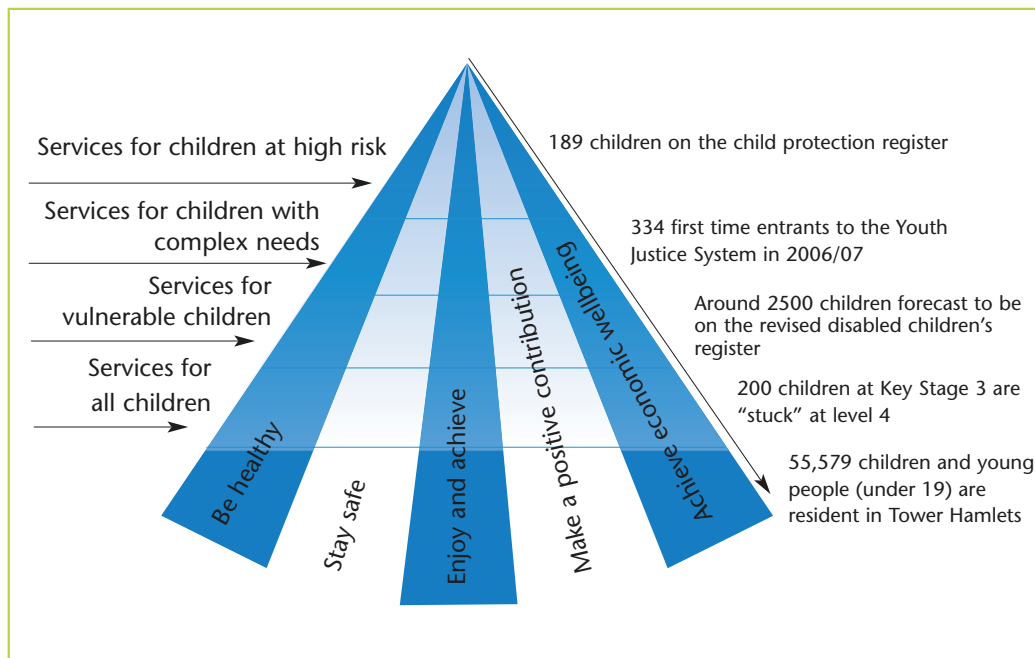 Services for children at high risk
Services for children with
complex needs
Services for
vulnerable children
Services for
all children
Be healthy
Stay safe
Enjoy and achieve
Make a positive contribution
Achieve economic wellbeing
189 children on the child protection register
334 first time entrants to the Youth
Justice System in 2006/07
Around 2500 children forecast to be
on the revised disabled children’s
register
200 children at Key Stage 3 are
“stuck” at level 4
55,579 children and young
people (under 19) are
resident in Tower Hamlets